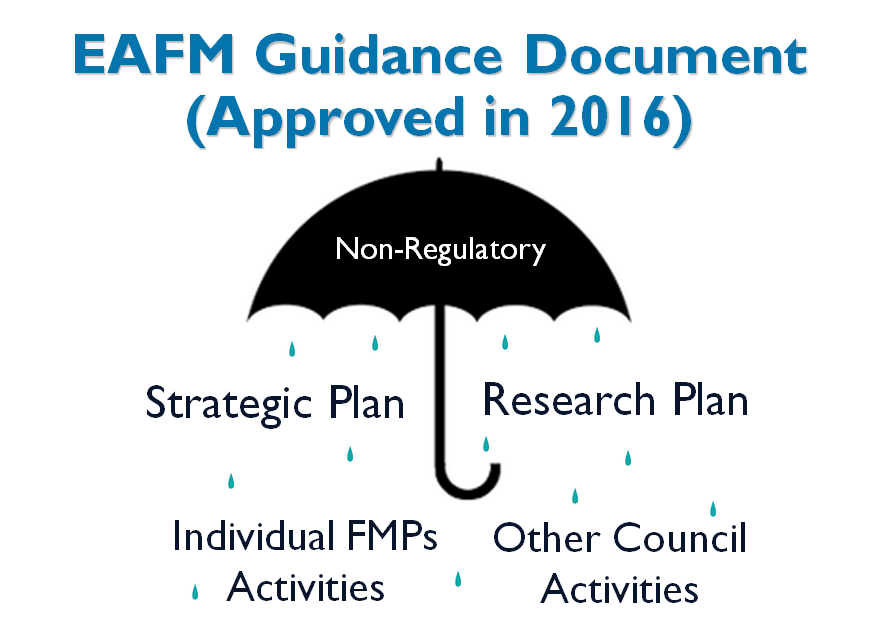 EAFM Guidance Document
(Approved in 2016)
Non-Regulatory
Strategic Plan
Research Plan
Individual FMPs
Activities
Other Council
Activities